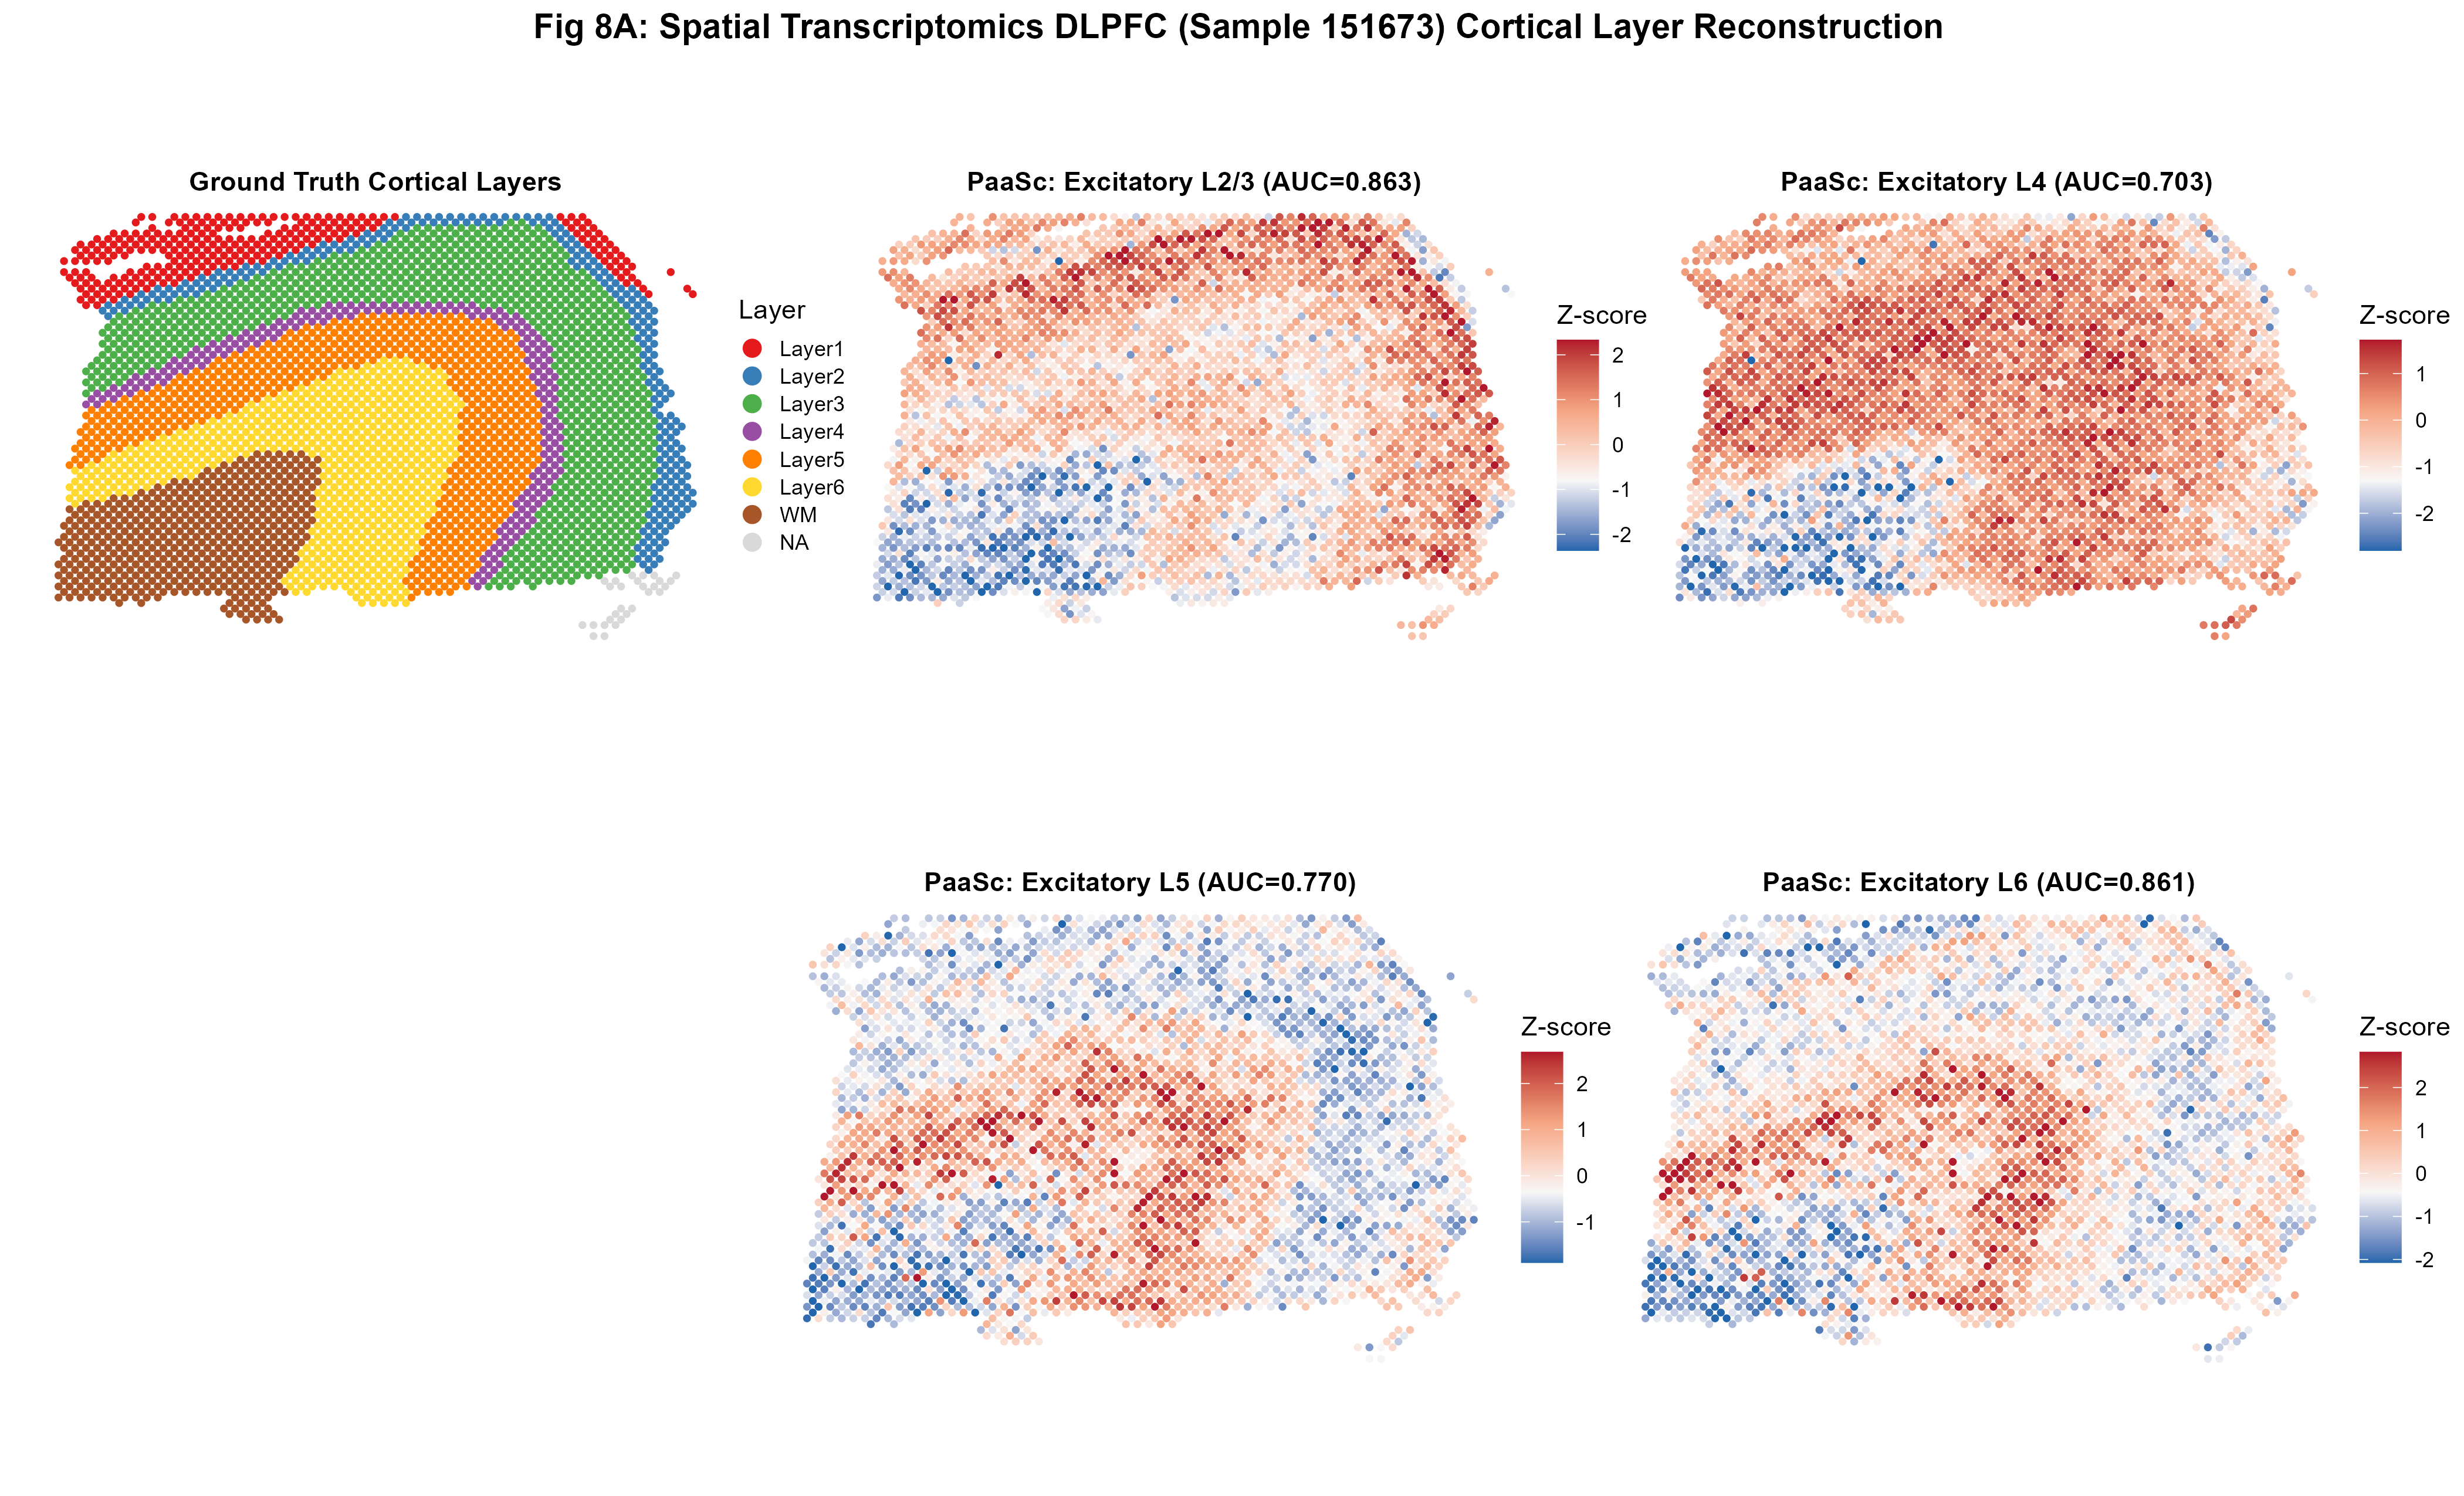 Fig 8A: Spatial Transcriptomics DLPFC (Sample 151673) Cortical Layer Reconstruction
Ground Truth Cortical Layers
Layer
Layer1
Layer2
Layer3
Layer4
Layer5
Layer6
WM
NA
PaaSc: Excitatory L2/3 (AUC=0.863)
Z-score
2
1
0
-1
-2
PaaSc: Excitatory L4 (AUC=0.703)
Z-score
1
0
-1
-2
PaaSc: Excitatory L5 (AUC=0.770)
Z-score
2
1
0
-1
PaaSc: Excitatory L6 (AUC=0.861)
Z-score
2
1
0
-1
-2